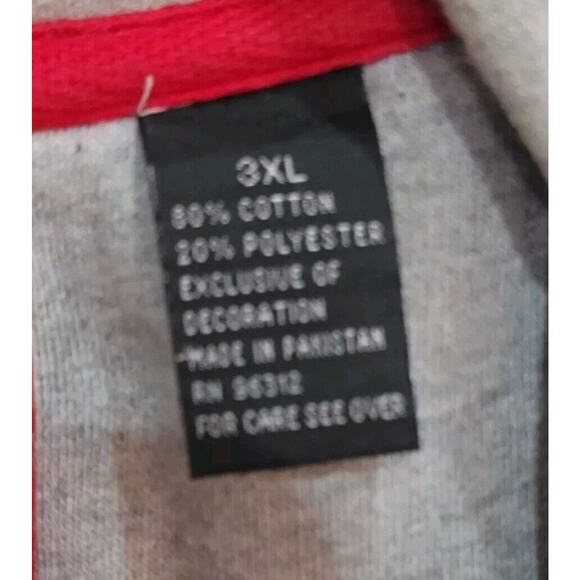 3XL
80% COTTON
20% POLYESTER
EXCLUSIVE OF
DECORATION
MADE IN PAKISTAN
RN 96312
FOR CARE SEE OVER